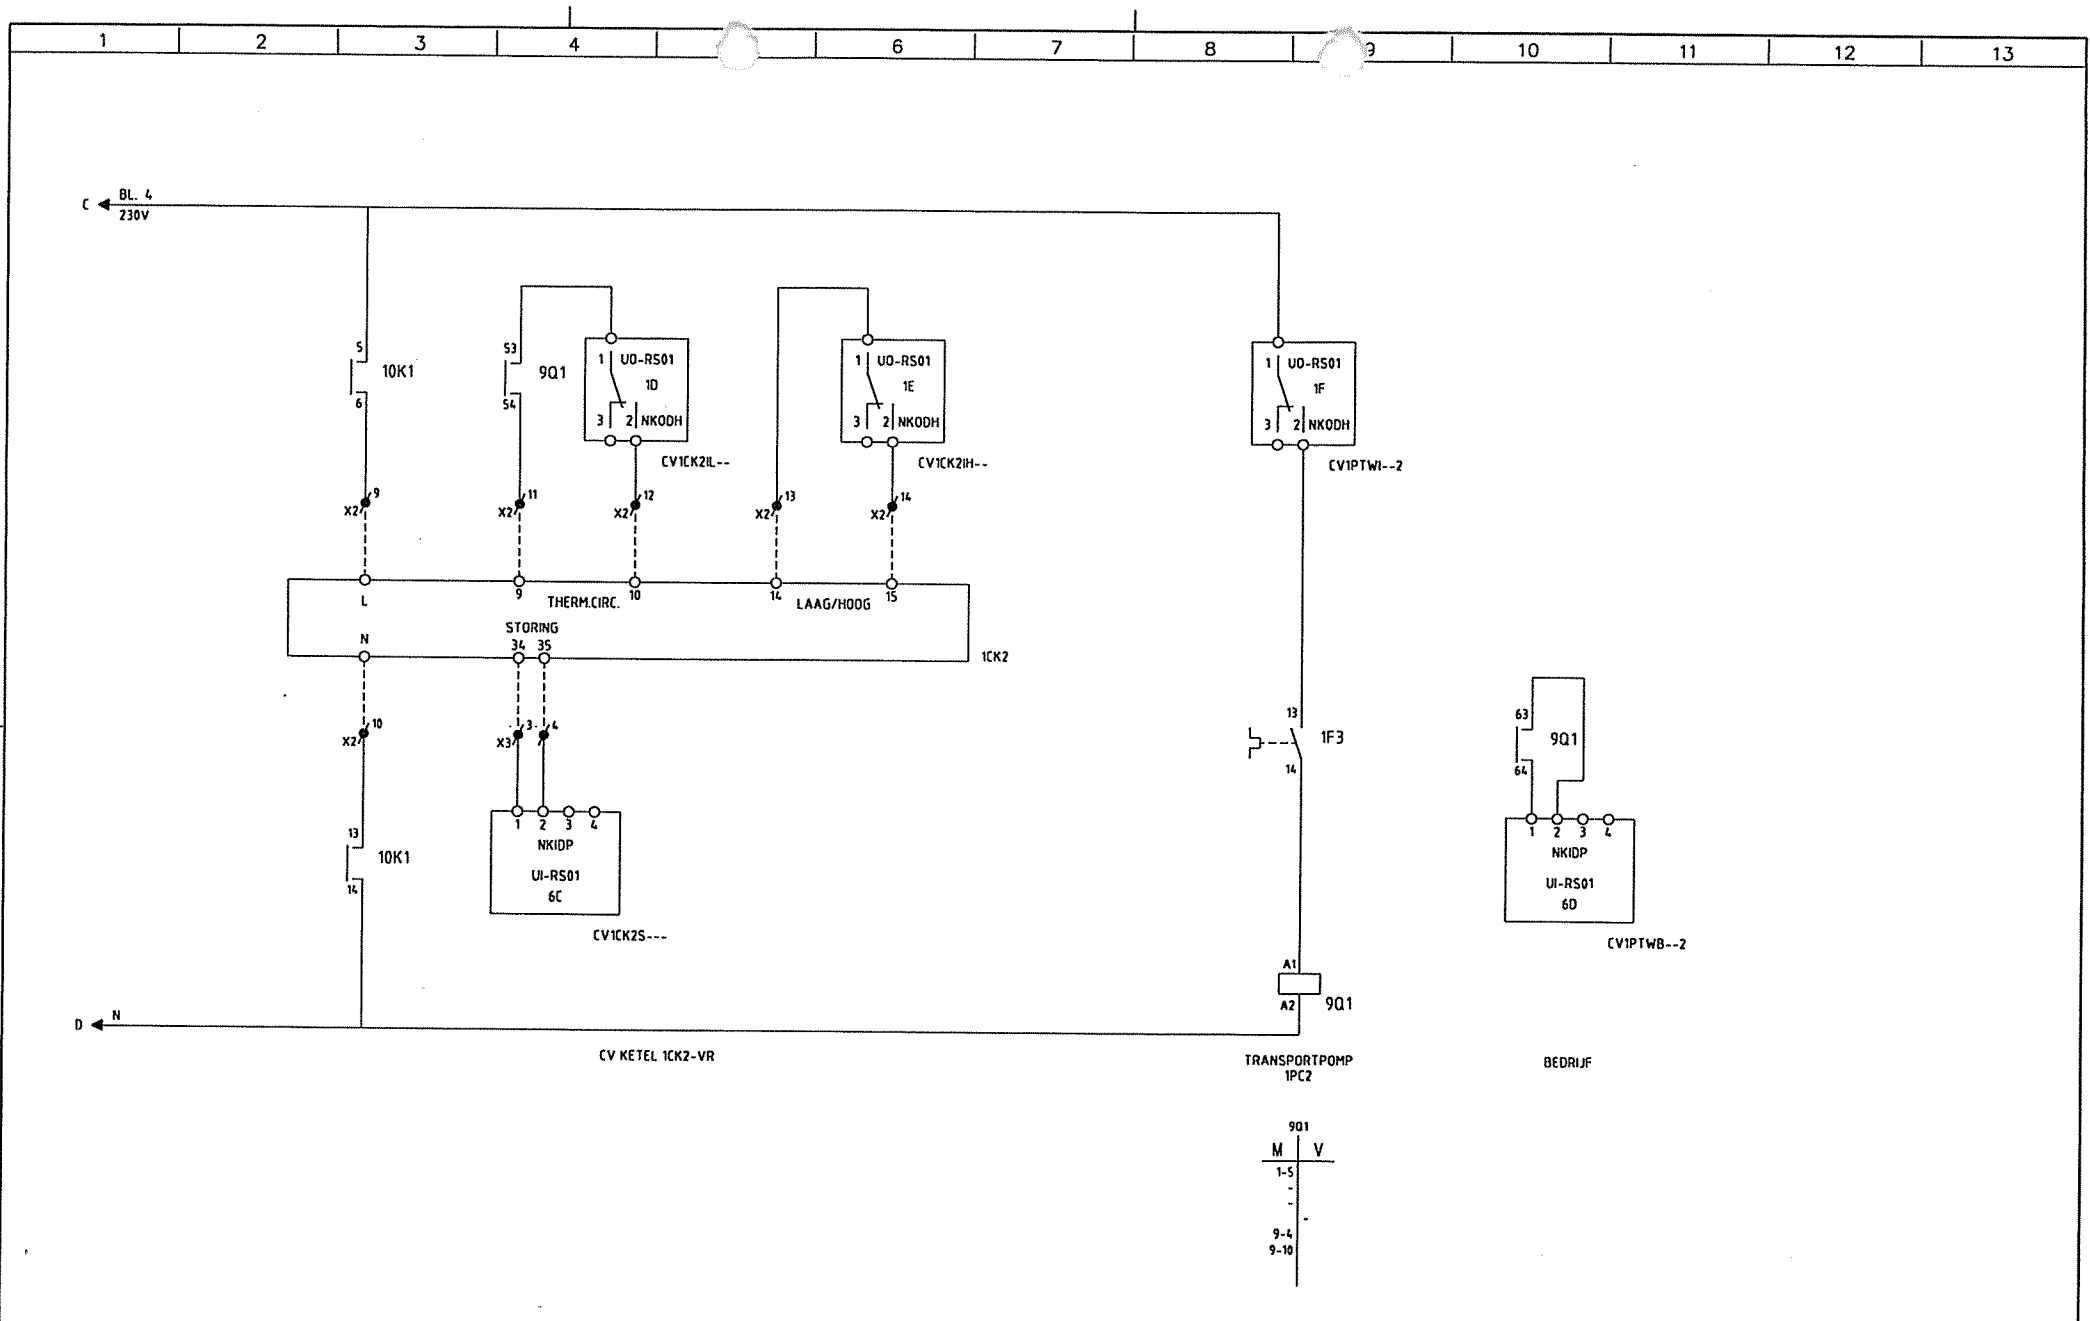 1 2 3 4 6 7 8 9 10 11 12 13
C BL. 4
230V
5
10K1
6
53
9Q1
54
1 UO-RS01
1D
3 2 NKODH
CV1CK2IL--
1 UO-RS01
1E
3 2 NKODH
CV1CK2IH--
1 UO-RS01
1F
3 2 NKODH
CV1PTWI--2
X2 9
X2 11
X2 12
X2 13
X2 14
L 9 THERM.CIRC. 10 14 LAAG/HOOG 15
N STORING
34 35
1CK2
X2 10
X3 3 4
13
1F3
14
63
9Q1
64
13
10K1
14
1 2 3 4
NKIDP
UI-RS01
6C
CV1CK2S---
1 2 3 4
NKIDP
UI-RS01
6D
CV1PTWB--2
A1
A2 9Q1
D N
CV KETEL 1CK2-VR
TRANSPORTPOMP
1PC2
BEDRIJF
9Q1
M V
1-5
-
-
-
9-4
9-10